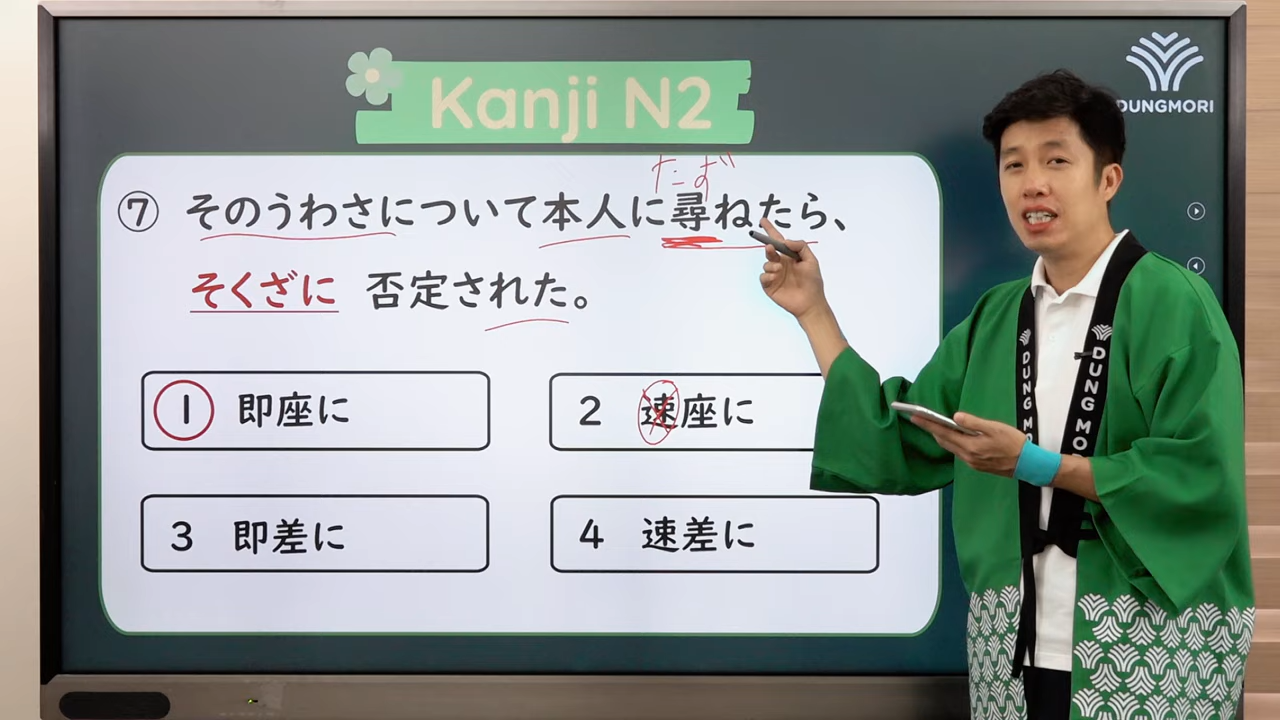 Kanji N2
DUNGMORI
たず
⑦ そのうわさについて本人に尋ねたら、
そくざに 否定された。
1 即座に
2 速座に
3 即差に
4 速差に
DUNG MORI
DUNG MO